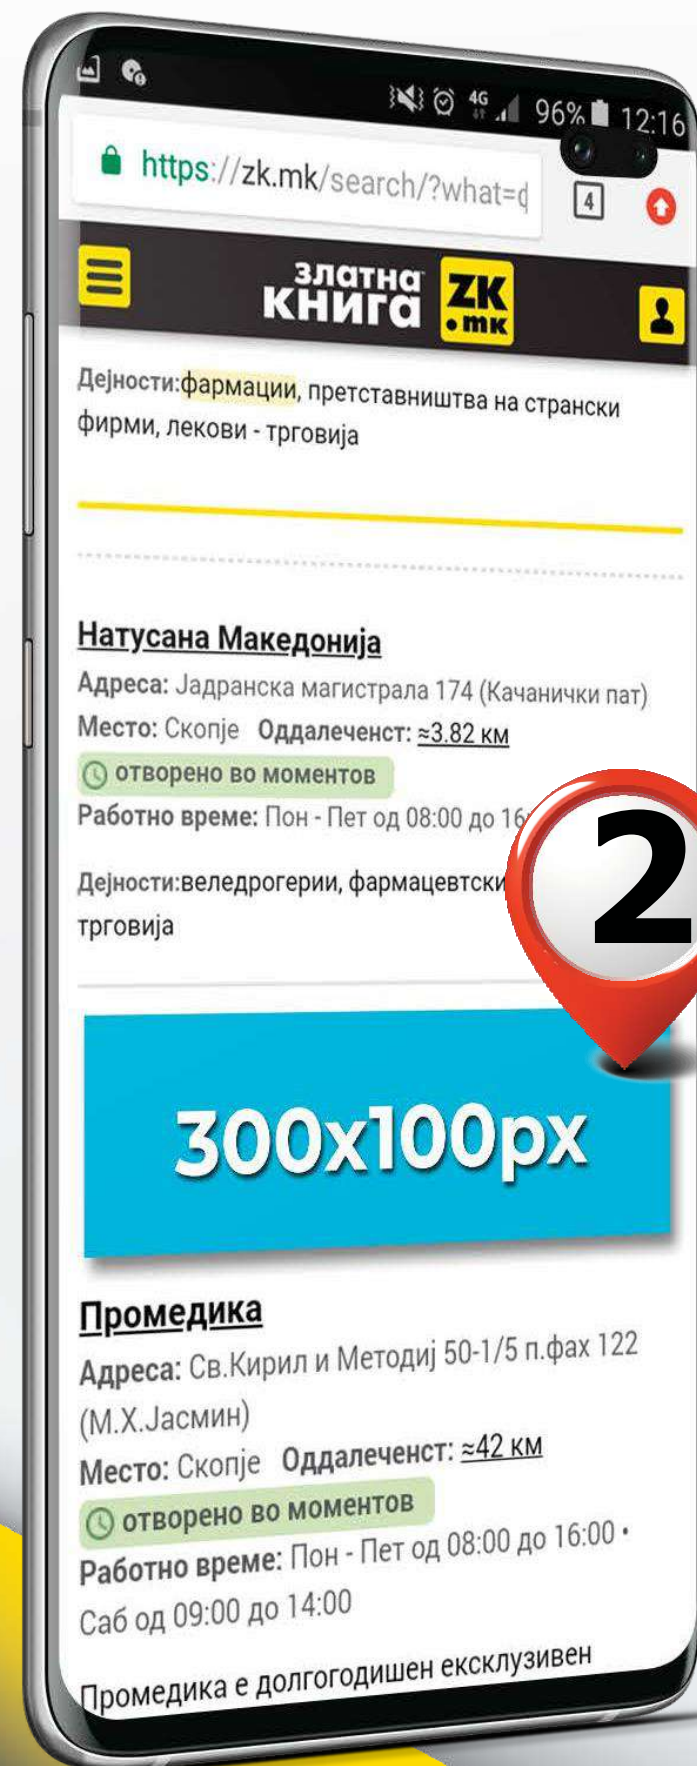 4G 96% 12:16
https://zk.mk/search/?what=
4
златна
книга
ZK
.mk
Дејности:фармации, претставништва на странски
фирми, лекови - трговија
Натусана Македонија
Адреса: Јадранска магистрала 174 (Качанички пат)
Место: Скопје Оддалеченст: ≈3.82 км
отворено во моментов
Работно време: Пон - Пет од 08:00 до
2
Дејности:веледрогерии,
трговија
300x100px
Промедика
Адреса: Св.Кирил и Методиј 50-1/5 п.фах 122
(М.Х.Јасмин)
Место: Скопје Оддалеченст: ≈42 км
отворено во моментов
Работно време: Пон - Пет од 08:00 до 16:00 •
Саб од 09:00 до 14:00
Промедика е долгогодишен ексклузивен